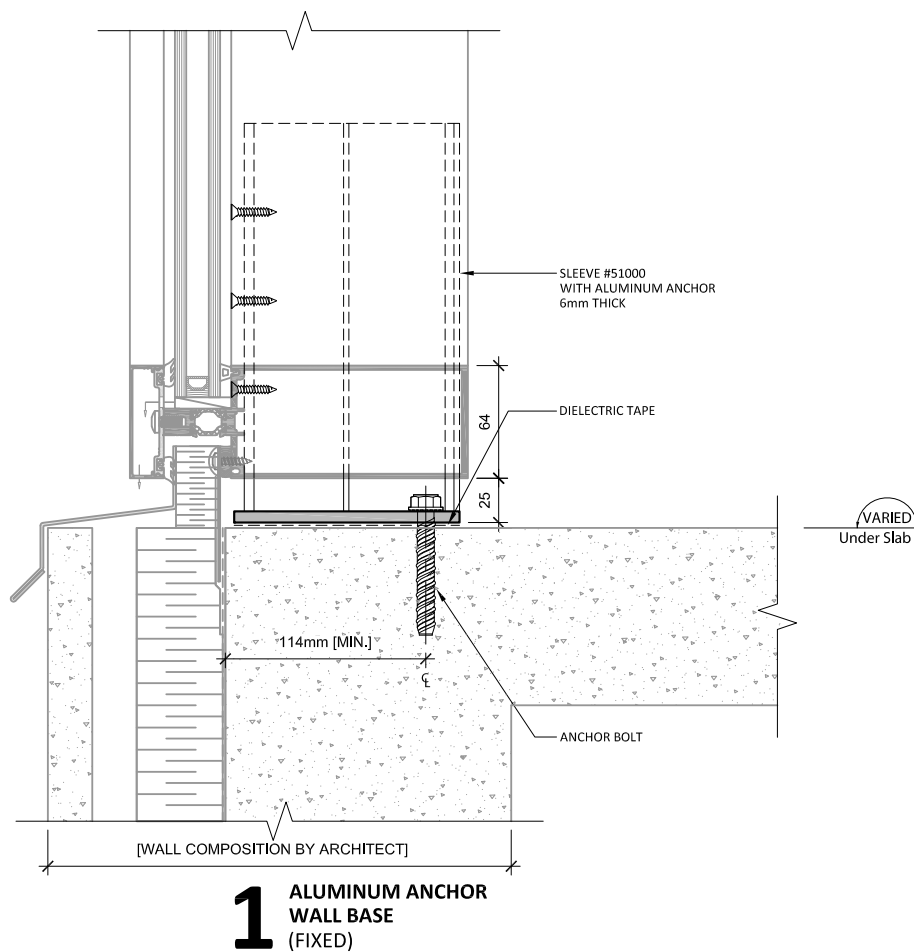 SLEEVE #51000
WITH ALUMINUM ANCHOR
6mm THICK
DIELECTRIC TAPE
64
25
VARIED
Under Slab
114mm [MIN.]
℄
ANCHOR BOLT
[WALL COMPOSITION BY ARCHITECT]
1
ALUMINUM ANCHOR
WALL BASE
(FIXED)